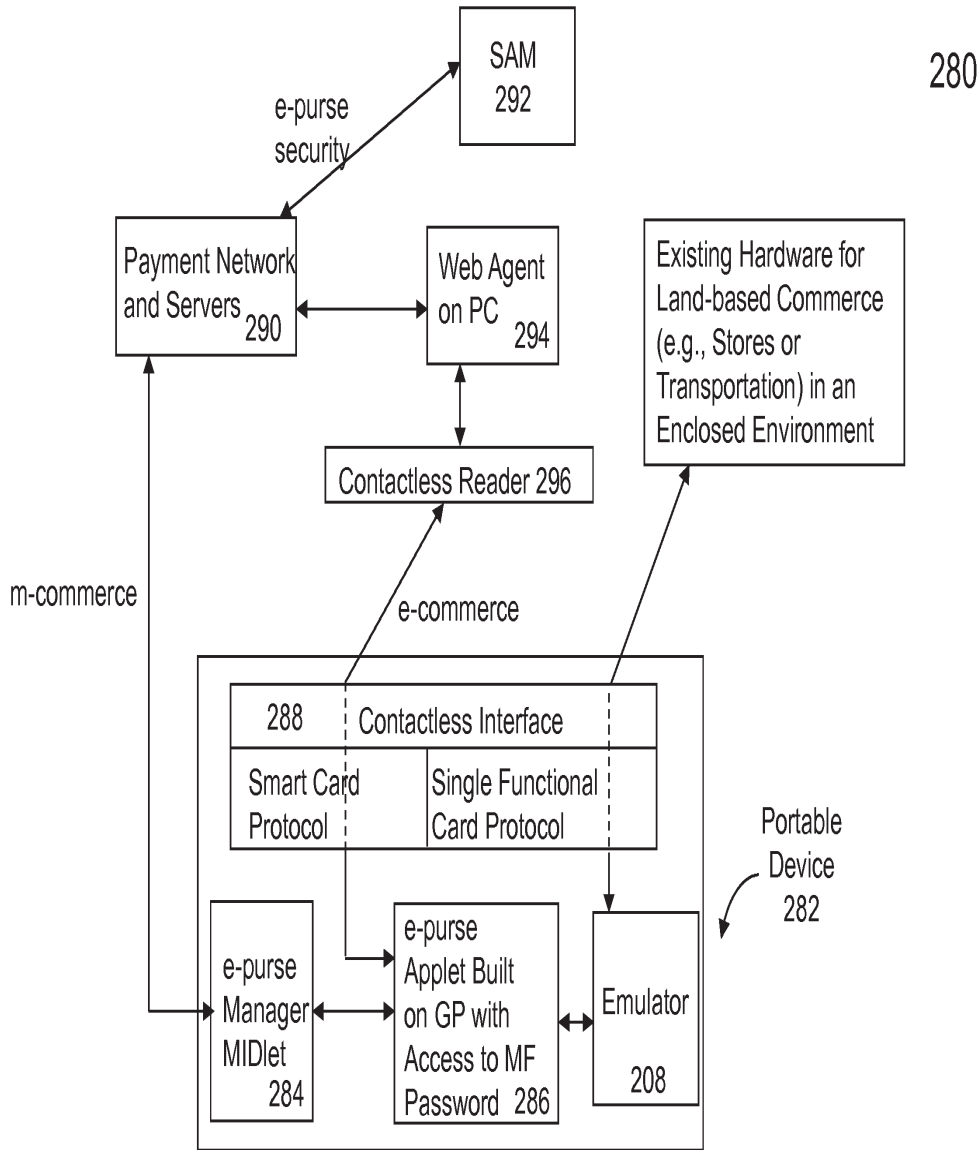 280
SAM
292
e-purse
security
Payment Network
and Servers
290
Web Agent
on PC
294
Existing Hardware for
Land-based Commerce
(e.g., Stores or
Transportation) in an
Enclosed Environment
Contactless Reader 296
m-commerce
e-commerce
288 Contactless Interface
Smart Card
Protocol
Single Functional
Card Protocol
Portable
Device
282
e-purse
Manager
MIDlet
284
e-purse
Applet Built
on GP with
Access to MF
Password 286
Emulator
208